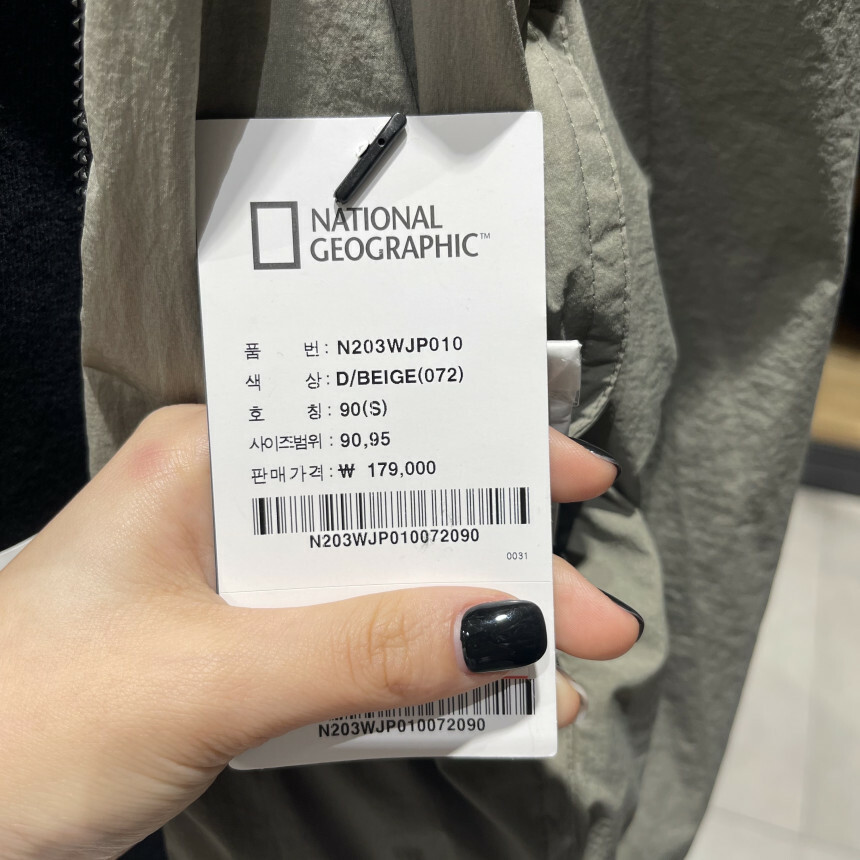 NATIONAL
GEOGRAPHIC™
품 번 : N203WJP010
색 상 : D/BEIGE(072)
호 칭 : 90(S)
사이즈범위 : 90,95
판매가격 : ₩ 179,000
N203WJP010072090
0031
N203WJP010072090